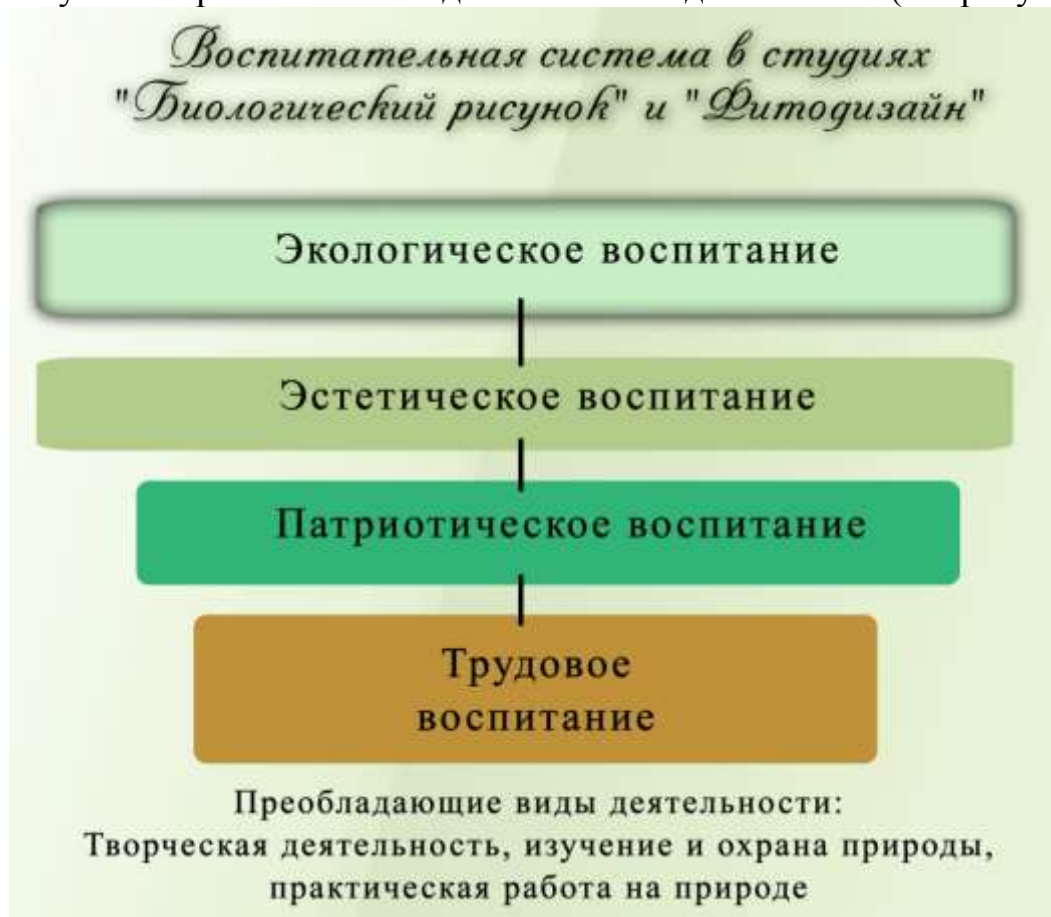 Воспитательная система в студиях
"Биологический рисунок" и "Фитодизайн"
Экологическое воспитание
Эстетическое воспитание
Патриотическое воспитание
Трудовое
воспитание
Преобладающие виды деятельности:
Творческая деятельность, изучение и охрана природы,
практическая работа на природе